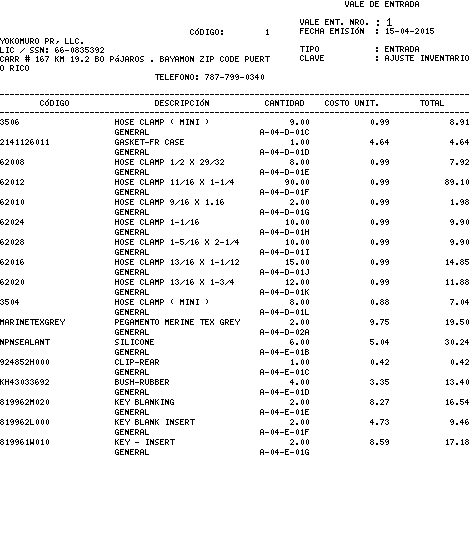 VALE DE ENTRADA
CÓDIGO: 1 VALE ENT. NRO. : 1
FECHA EMISIÓN : 15-04-2015
YOKOMURO PR, LLC.
LIC / SSN: 66-0835392 TIPO : ENTRADA
CARR # 167 KM 19.2 BO PáJAROS . BAYAMON ZIP CODE PUERT CLAVE : AJUSTE INVENTARIO
O RICO
TELEFONO: 787-799-0340
CÓDIGO DESCRIPCIÓN CANTIDAD COSTO UNIT. TOTAL
3506 HOSE CLAMP ( MINI ) 9.00 0.99 8.91
GENERAL A-04-D-01C
2141126011 GASKET-FR CASE 1.00 4.64 4.64
GENERAL A-04-D-01D
62008 HOSE CLAMP 1/2 X 29/32 8.00 0.99 7.92
GENERAL A-04-D-01E
62012 HOSE CLAMP 11/16 X 1-1/4 90.00 0.99 89.10
GENERAL A-04-D-01F
62010 HOSE CLAMP 9/16 X 1.16 2.00 0.99 1.98
GENERAL A-04-D-01G
62024 HOSE CLAMP 1-1/16 10.00 0.99 9.90
GENERAL A-04-D-01H
62028 HOSE CLAMP 1-5/16 X 2-1/4 10.00 0.99 9.90
GENERAL A-04-D-01I
62016 HOSE CLAMP 13/16 X 1-1/12 15.00 0.99 14.85
GENERAL A-04-D-01J
62020 HOSE CLAMP 13/16 X 1-3/4 12.00 0.99 11.88
GENERAL A-04-D-01K
3504 HOSE CLAMP ( MINI ) 8.00 0.88 7.04
GENERAL A-04-D-01L
MARINETEXGREY PEGAMENTO MERINE TEX GREY 2.00 9.75 19.50
GENERAL A-04-D-02A
NPNSEALANT SILICONE 6.00 5.04 30.24
GENERAL A-04-E-01B
924852H000 CLIP-REAR 1.00 0.42 0.42
GENERAL A-04-E-01C
KH43033692 BUSH-RUBBER 4.00 3.35 13.40
GENERAL A-04-E-01D
819962M020 KEY BLANKING 2.00 8.27 16.54
GENERAL A-04-E-01E
819962L000 KEY BLANK INSERT 2.00 4.73 9.46
GENERAL A-04-E-01F
819961W010 KEY - INSERT 2.00 8.59 17.18
GENERAL A-04-E-01G